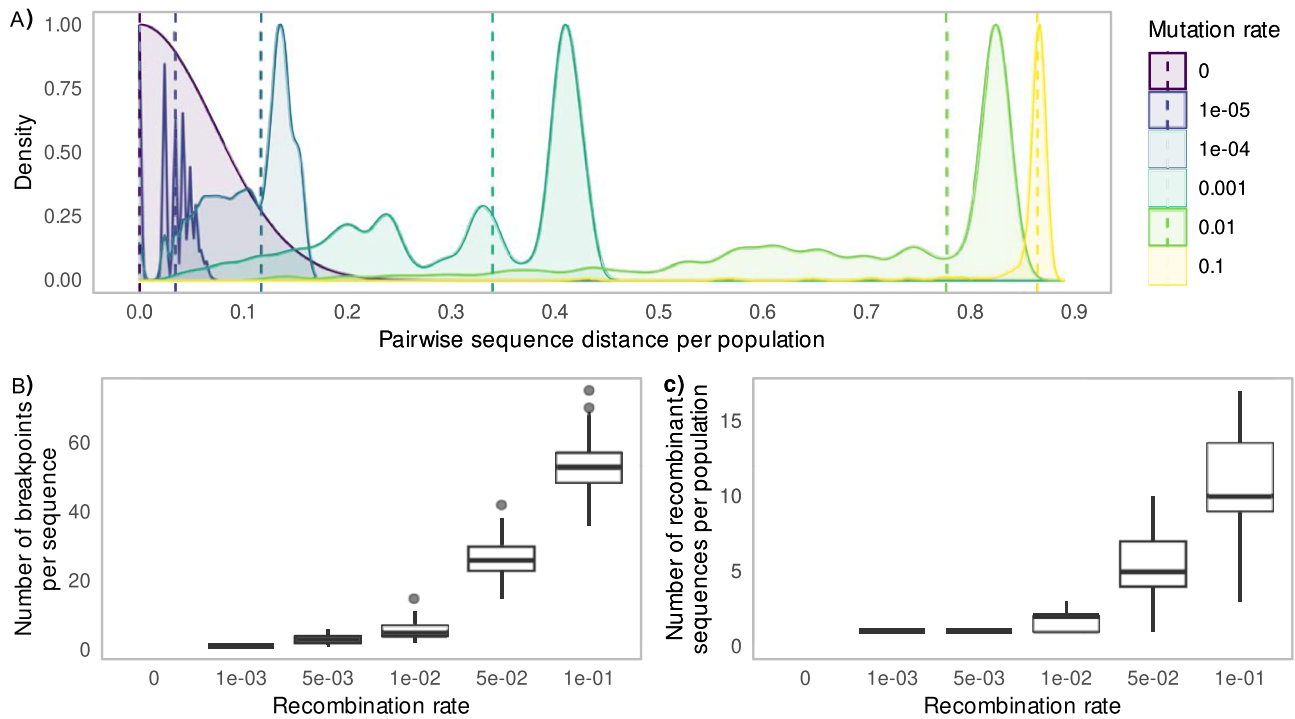 A)
1.00
0.75
0.50
0.25
0.00
Density
0.0 0.1 0.2 0.3 0.4 0.5 0.6 0.7 0.8 0.9
Pairwise sequence distance per population
Mutation rate
0
1e-05
1e-04
0.001
0.01
0.1
B)
Number of breakpoints
per sequence
60
40
20
0
0 1e-03 5e-03 1e-02 5e-02 1e-01
Recombination rate
c)
Number of recombinant
sequences per population
15
10
5
0
0 1e-03 5e-03 1e-02 5e-02 1e-01
Recombination rate